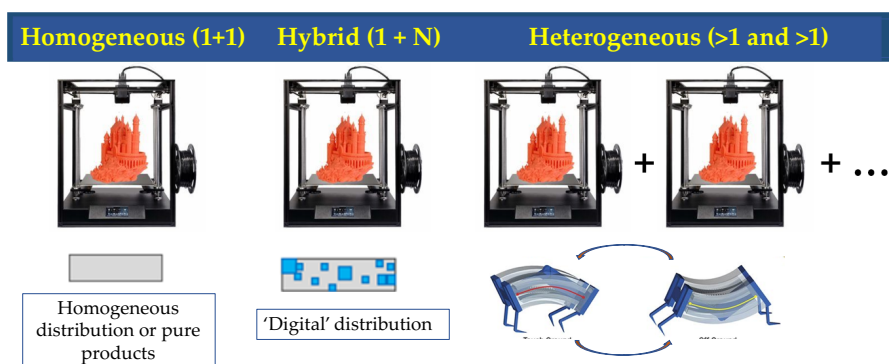 Homogeneous (1+1)
Hybrid (1 + N)
Heterogeneous (>1 and >1)
+
+ ...
Homogeneous
distribution or pure
products
'Digital' distribution